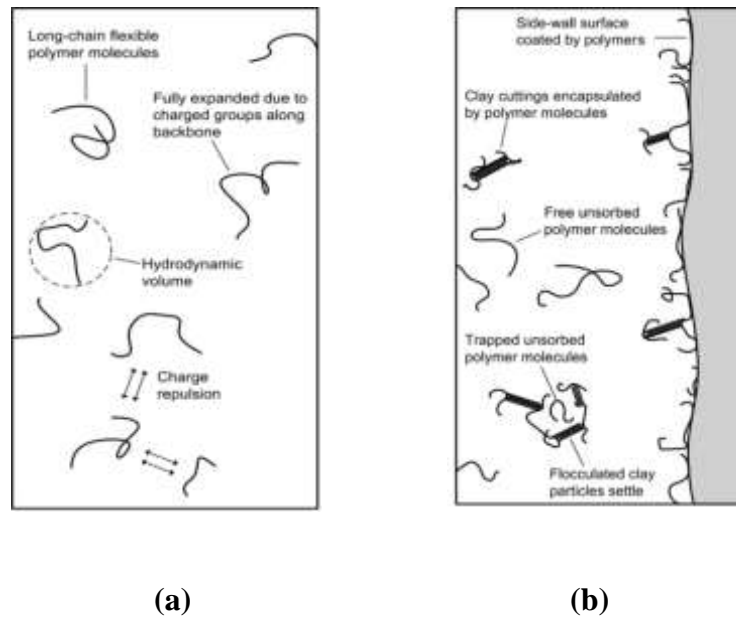 Long-chain flexible
polymer molecules
Fully expanded due to
charged groups along
backbone
Hydrodynamic
volume
Charge
repulsion
(a)
Side-wall surface
coated by polymers
Clay cuttings encapsulated
by polymer molecules
Free unsorbed
polymer molecules
Trapped unsorbed
polymer molecules
Flocculated clay
particles settle
(b)